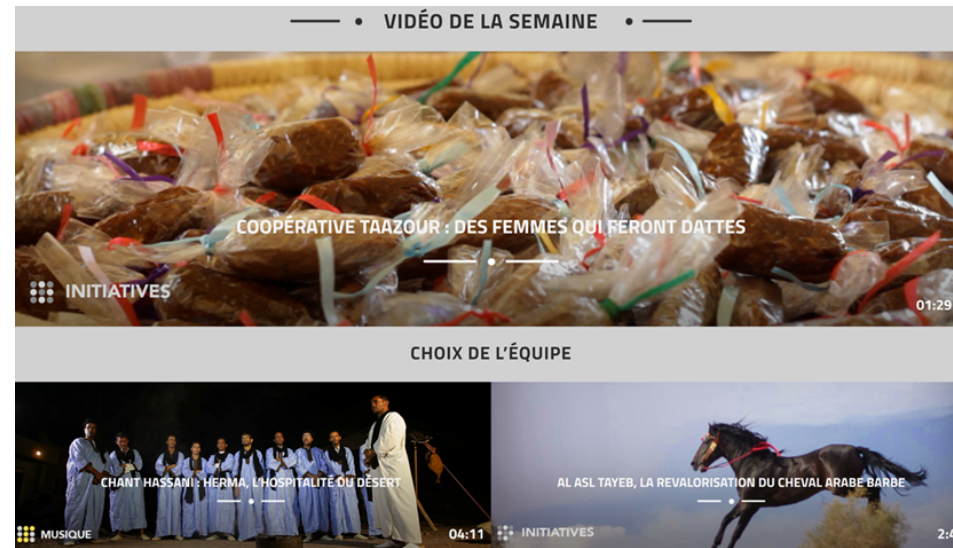 VIDÉO DE LA SEMAINE
COOPÉRATIVE TAAZOUR : DES FEMMES QUI FERONT DATTES
INITIATIVES
01:29
CHOIX DE L'ÉQUIPE
CHANT HASSANI : HERMA, L'HOSPITALITÉ DU DÉSERT
MUSIQUE
04:11
AL ASL TAYEB, LA REVALORISATION DU CHEVAL ARABE BARBE
INITIATIVES